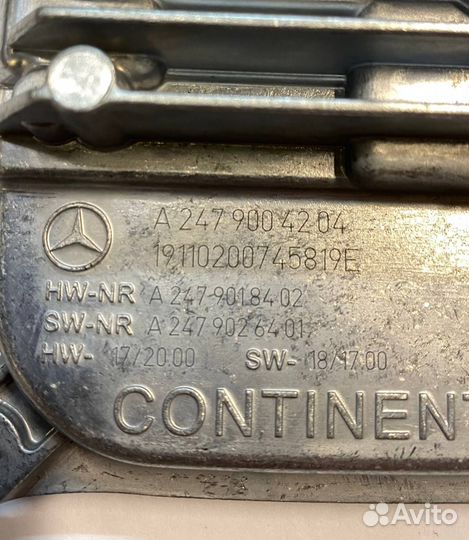 A 247 900 42 04
19110200745819E
HW-NR A 247 901 84 02
SW-NR A 247 902 64 01
HW- 17/20.00 SW- 18/17.00
CONTINENT
Avito